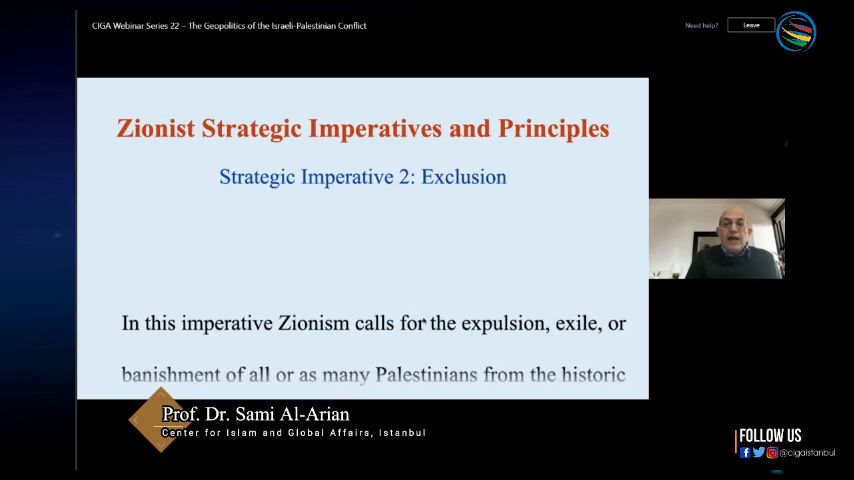 CIGA Webinar Series 22 – The Geopolitics of the Israeli-Palestinian Conflict
Need help?
Leave
Zionist Strategic Imperatives and Principles
Strategic Imperative 2: Exclusion
In this imperative Zionism calls for the expulsion, exile, or
banishment of all or as many Palestinians from the historic
Prof. Dr. Sami Al-Arian
Center for Islam and Global Affairs, Istanbul
FOLLOW US
@cigaistanbul